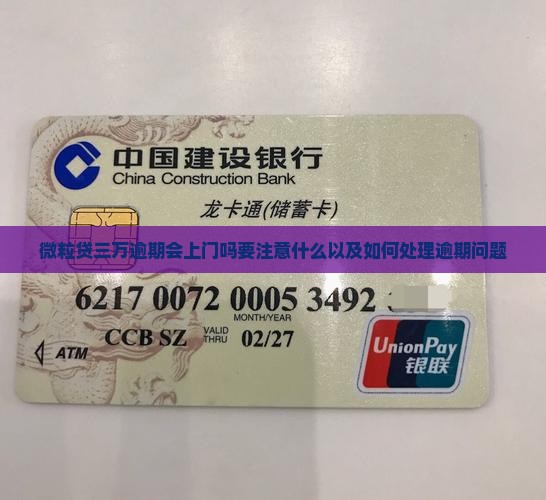 中国建设银行
China Construction Bank
龙卡通(储蓄卡)
微粒贷三万逾期会上门吗要注意什么以及如何处理逾期问题
6217 0072 0005 3492
MONTH/YEAR
CCB SZ VALID THRU 02/27
ATM
UnionPay
银联